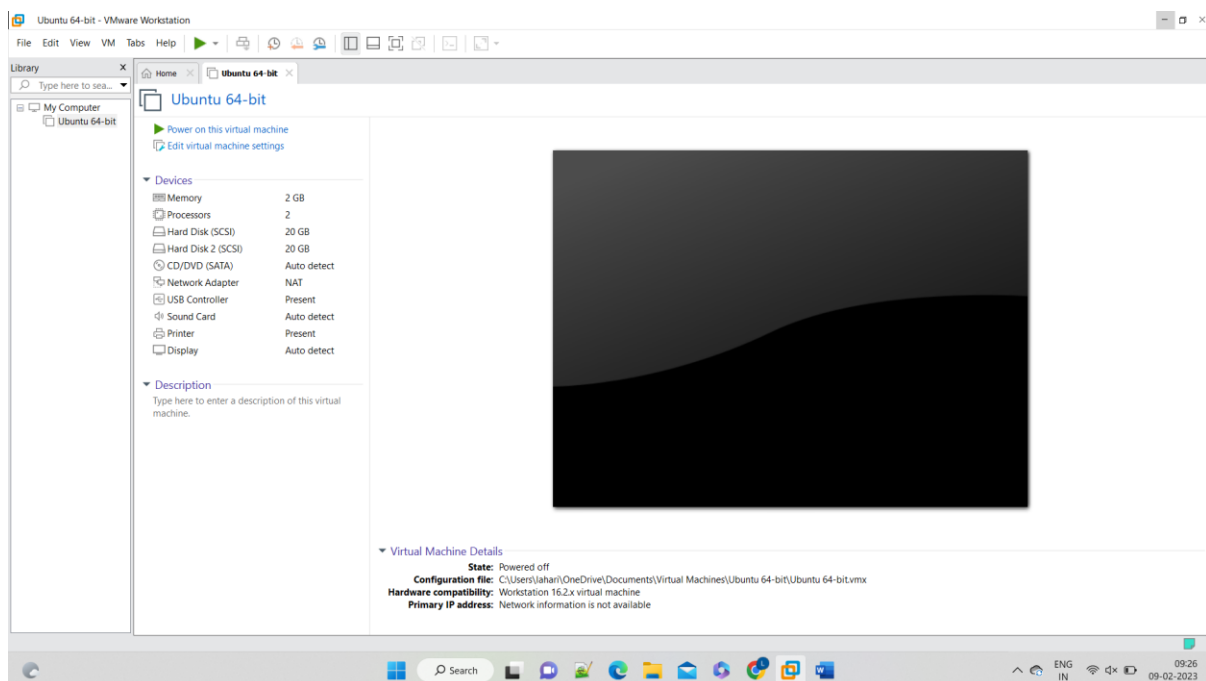 Ubuntu 64-bit - VMware Workstation
File Edit View VM Tabs Help
Library X
Type here to sea...
My Computer
Ubuntu 64-bit
Home
Ubuntu 64-bit
Ubuntu 64-bit
Power on this virtual machine
Edit virtual machine settings
Devices
Memory 2 GB
Processors 2
Hard Disk (SCSI) 20 GB
Hard Disk 2 (SCSI) 20 GB
CD/DVD (SATA) Auto detect
Network Adapter NAT
USB Controller Present
Sound Card Auto detect
Printer Present
Display Auto detect
Description
Type here to enter a description of this virtual
machine.
Virtual Machine Details
State: Powered off
Configuration file: C:\Users\lahari\OneDrive\Documents\Virtual Machines\Ubuntu 64-bit\Ubuntu 64-bit.vmx
Hardware compatibility: Workstation 16.2.x virtual machine
Primary IP address: Network information is not available
Search
ENG
IN
09:26
09-02-2023